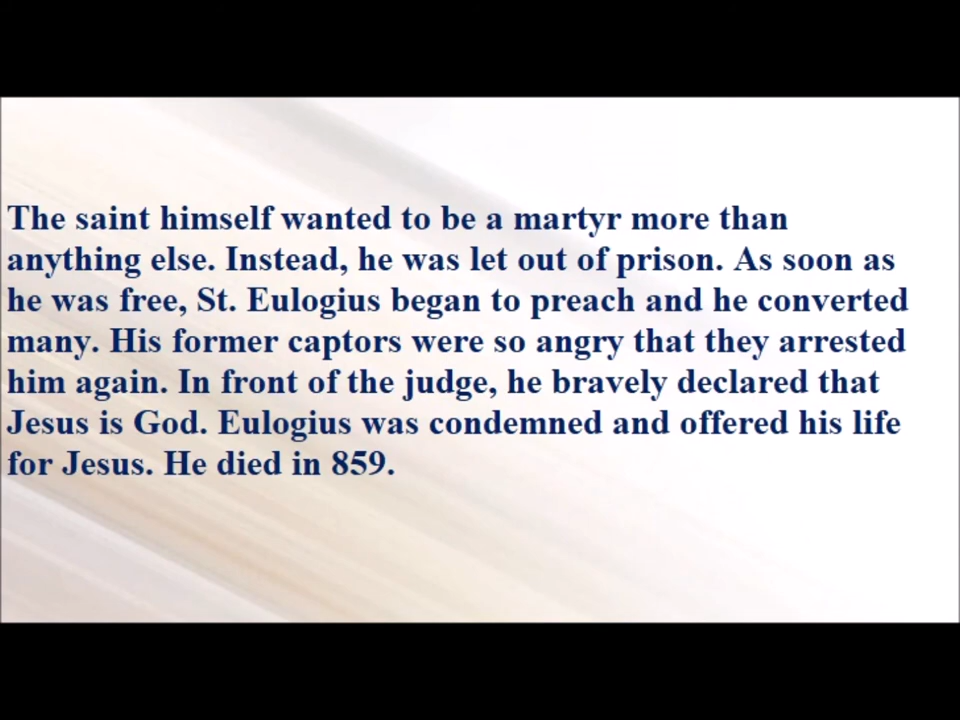 The saint himself wanted to be a martyr more than
anything else. Instead, he was let out of prison. As soon as
he was free, St. Eulogius began to preach and he converted
many. His former captors were so angry that they arrested
him again. In front of the judge, he bravely declared that
Jesus is God. Eulogius was condemned and offered his life
for Jesus. He died in 859.